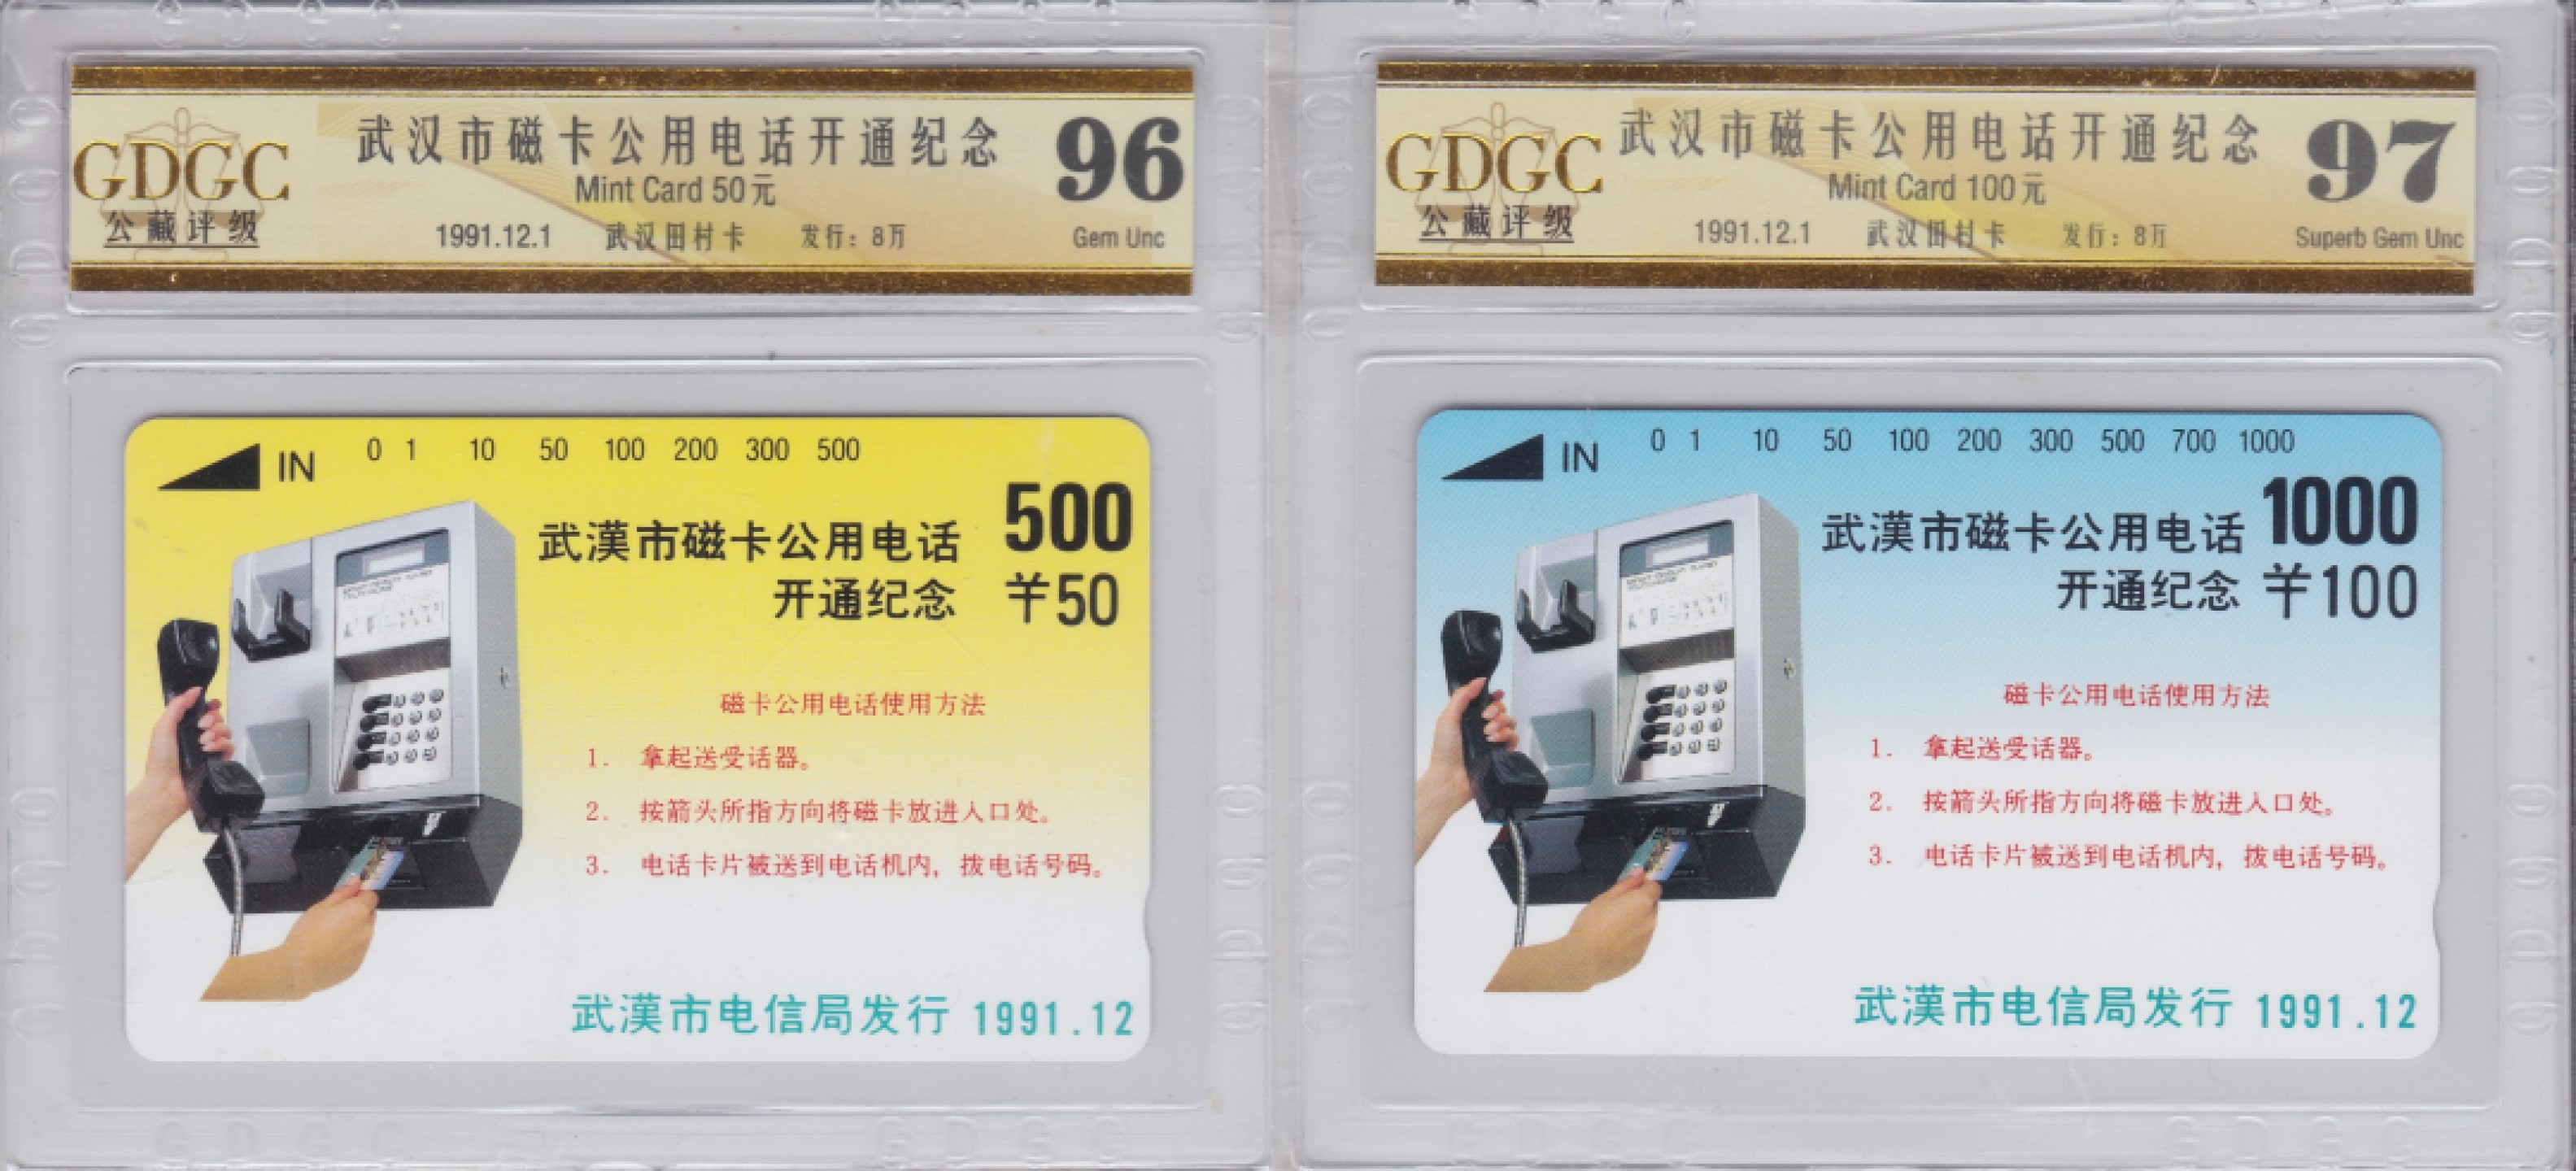 GDGC
公藏评级
武汉市磁卡公用电话开通纪念
Mint Card 50元
1991.12.1 武汉田村卡 发行：8万
96
Gem Unc
IN
0 1 10 50 100 200 300 500
武漢市磁卡公用电话
开通纪念
500
￥50
磁卡公用电话使用方法
1. 拿起送受话器。
2. 按箭头所指方向将磁卡放进入口处。
3. 电话卡片被送到电话机内，拨电话号码。
武漢市电信局发行 1991.12
GDGC
公藏评级
武汉市磁卡公用电话开通纪念
Mint Card 100元
1991.12.1 武汉田村卡 发行：8万
97
Superb Gem Unc
IN
0 1 10 50 100 200 300 500 700 1000
武漢市磁卡公用电话
开通纪念
1000
￥100
磁卡公用电话使用方法
1. 拿起送受话器。
2. 按箭头所指方向将磁卡放进入口处。
3. 电话卡片被送到电话机内，拨电话号码。
武漢市电信局发行 1991.12